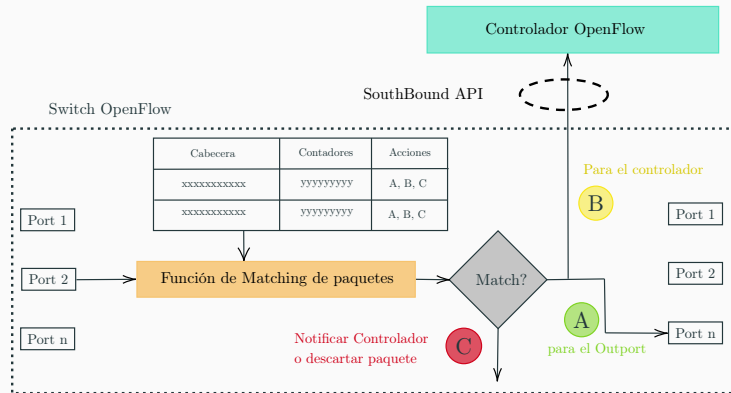 Controlador OpenFlow
SouthBound API
Switch OpenFlow
Cabecera Contadores Acciones
xxxxxxxxxxx yyyyyyyyy A, B, C
xxxxxxxxxxx yyyyyyyyy A, B, C
Para el controlador
B
Port 1
Port 1
Port 2
Función de Matching de paquetes
Match?
Port 2
A
para el Outport
Port n
Port n
Notificar Controlador
o descartar paquete
C